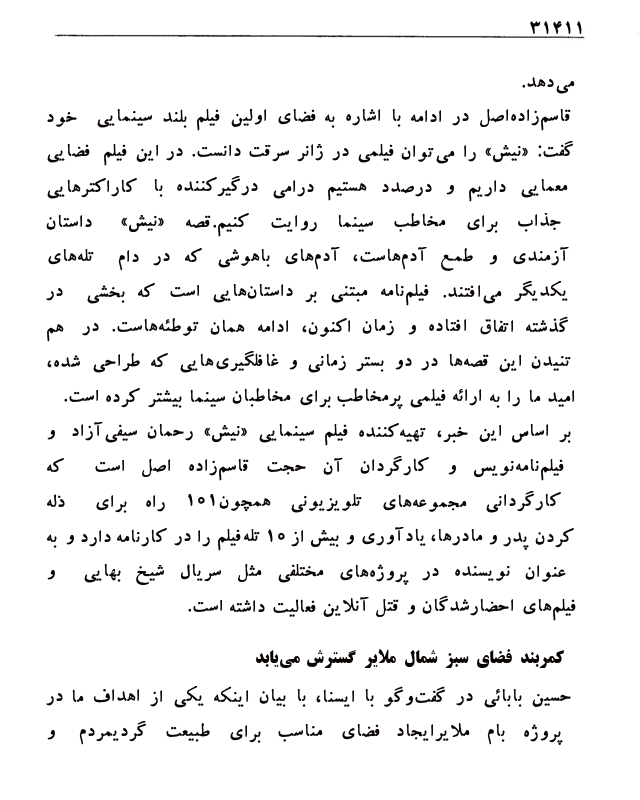 ۳۱۴۱۱
می‌دهد.
قاسم‌زاده‌اصل در ادامه با اشاره به فضای اولین فیلم بلند سینمایی خود
گفت: «نیش» را می‌توان فیلمی در ژانر سرقت دانست. در این فیلم فضایی
معمایی داریم و درصدد هستیم درامی درگیرکننده با کاراکترهایی
جذاب برای مخاطب سینما روایت کنیم.قصه «نیش» داستان
آزمندی و طمع آدم‌هاست، آدم‌های باهوشی که در دام تله‌های
یکدیگر می‌افتند. فیلم‌نامه مبتنی بر داستان‌هایی است که بخشی در
گذشته اتفاق افتاده و زمان اکنون، ادامه همان توطئه‌هاست. در هم
تنیدن این قصه‌ها در دو بستر زمانی و غافلگیری‌هایی که طراحی شده،
امید ما را به ارائه فیلمی پرمخاطب برای مخاطبان سینما بیشتر کرده است.
بر اساس این خبر، تهیه‌کننده فیلم سینمایی «نیش» رحمان سیفی‌آزاد و
فیلم‌نامه‌نویس و کارگردان آن حجت قاسم‌زاده اصل است که
کارگردانی مجموعه‌های تلویزیونی همچون۱۰۱ راه برای ذله
کردن پدر و مادرها، یادآوری و بیش از ۱۵ تله‌فیلم را در کارنامه دارد و به
عنوان نویسنده در پروژه‌های مختلفی مثل سریال شیخ بهایی و
فیلم‌های احضارشدگان و قتل آنلاین فعالیت داشته است.
کمربند فضای سبز شمال ملایر گسترش می‌یابد
حسین بابائی در گفت‌وگو با ایسنا، با بیان اینکه یکی از اهداف ما در
پروژه بام ملایرایجاد فضای مناسب برای طبیعت گردیمردم و